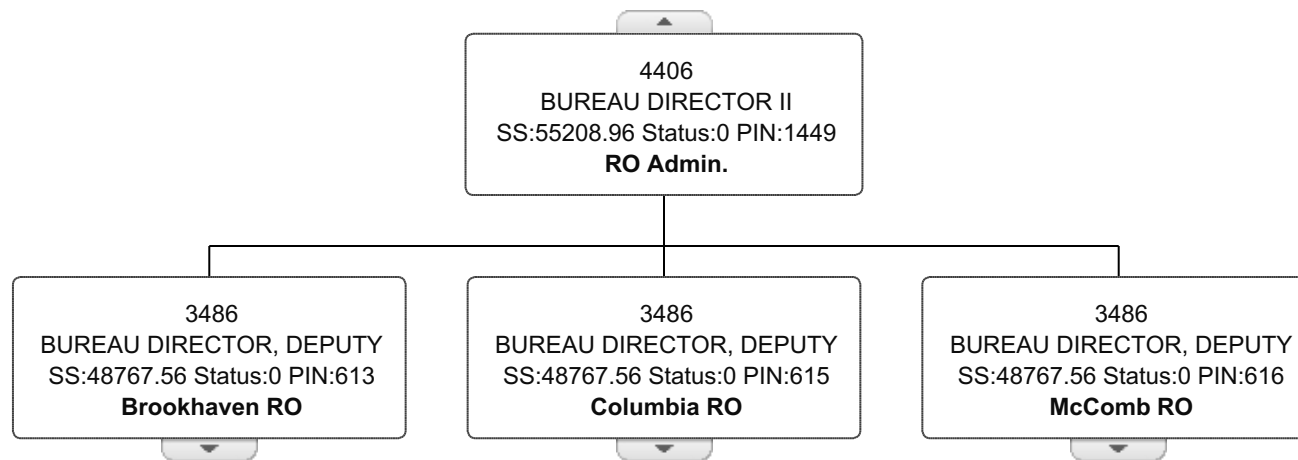 4406
BUREAU DIRECTOR II
SS:55208.96 Status:0 PIN:1449
RO Admin.
3486
BUREAU DIRECTOR, DEPUTY
SS:48767.56 Status:0 PIN:613
Brookhaven RO
3486
BUREAU DIRECTOR, DEPUTY
SS:48767.56 Status:0 PIN:615
Columbia RO
3486
BUREAU DIRECTOR, DEPUTY
SS:48767.56 Status:0 PIN:616
McComb RO